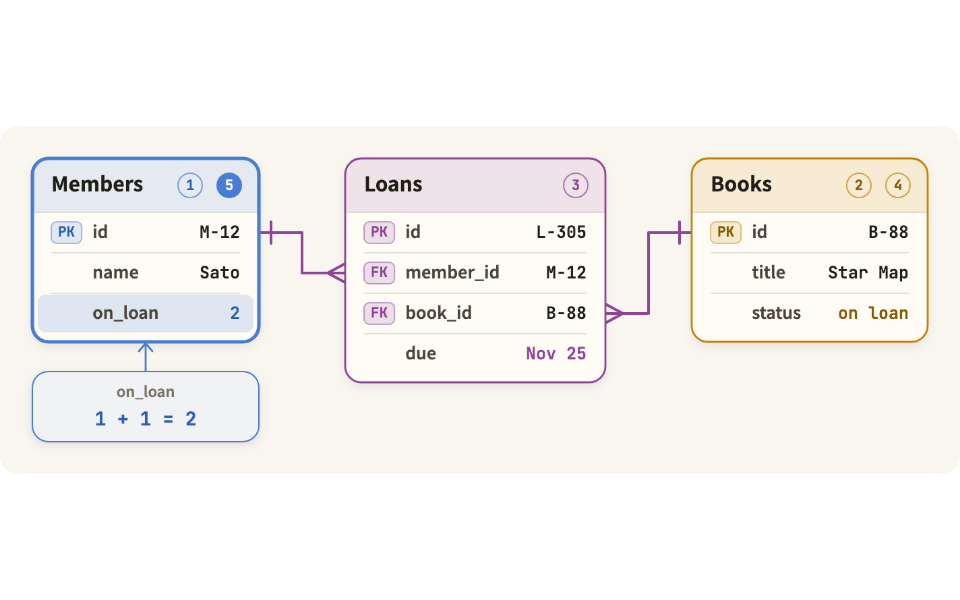 Members 1 5
PK id M-12
name Sato
on_loan 2
on_loan
1 + 1 = 2
Loans 3
PK id L-305
FK member_id M-12
FK book_id B-88
due Nov 25
Books 2 4
PK id B-88
title Star Map
status on loan